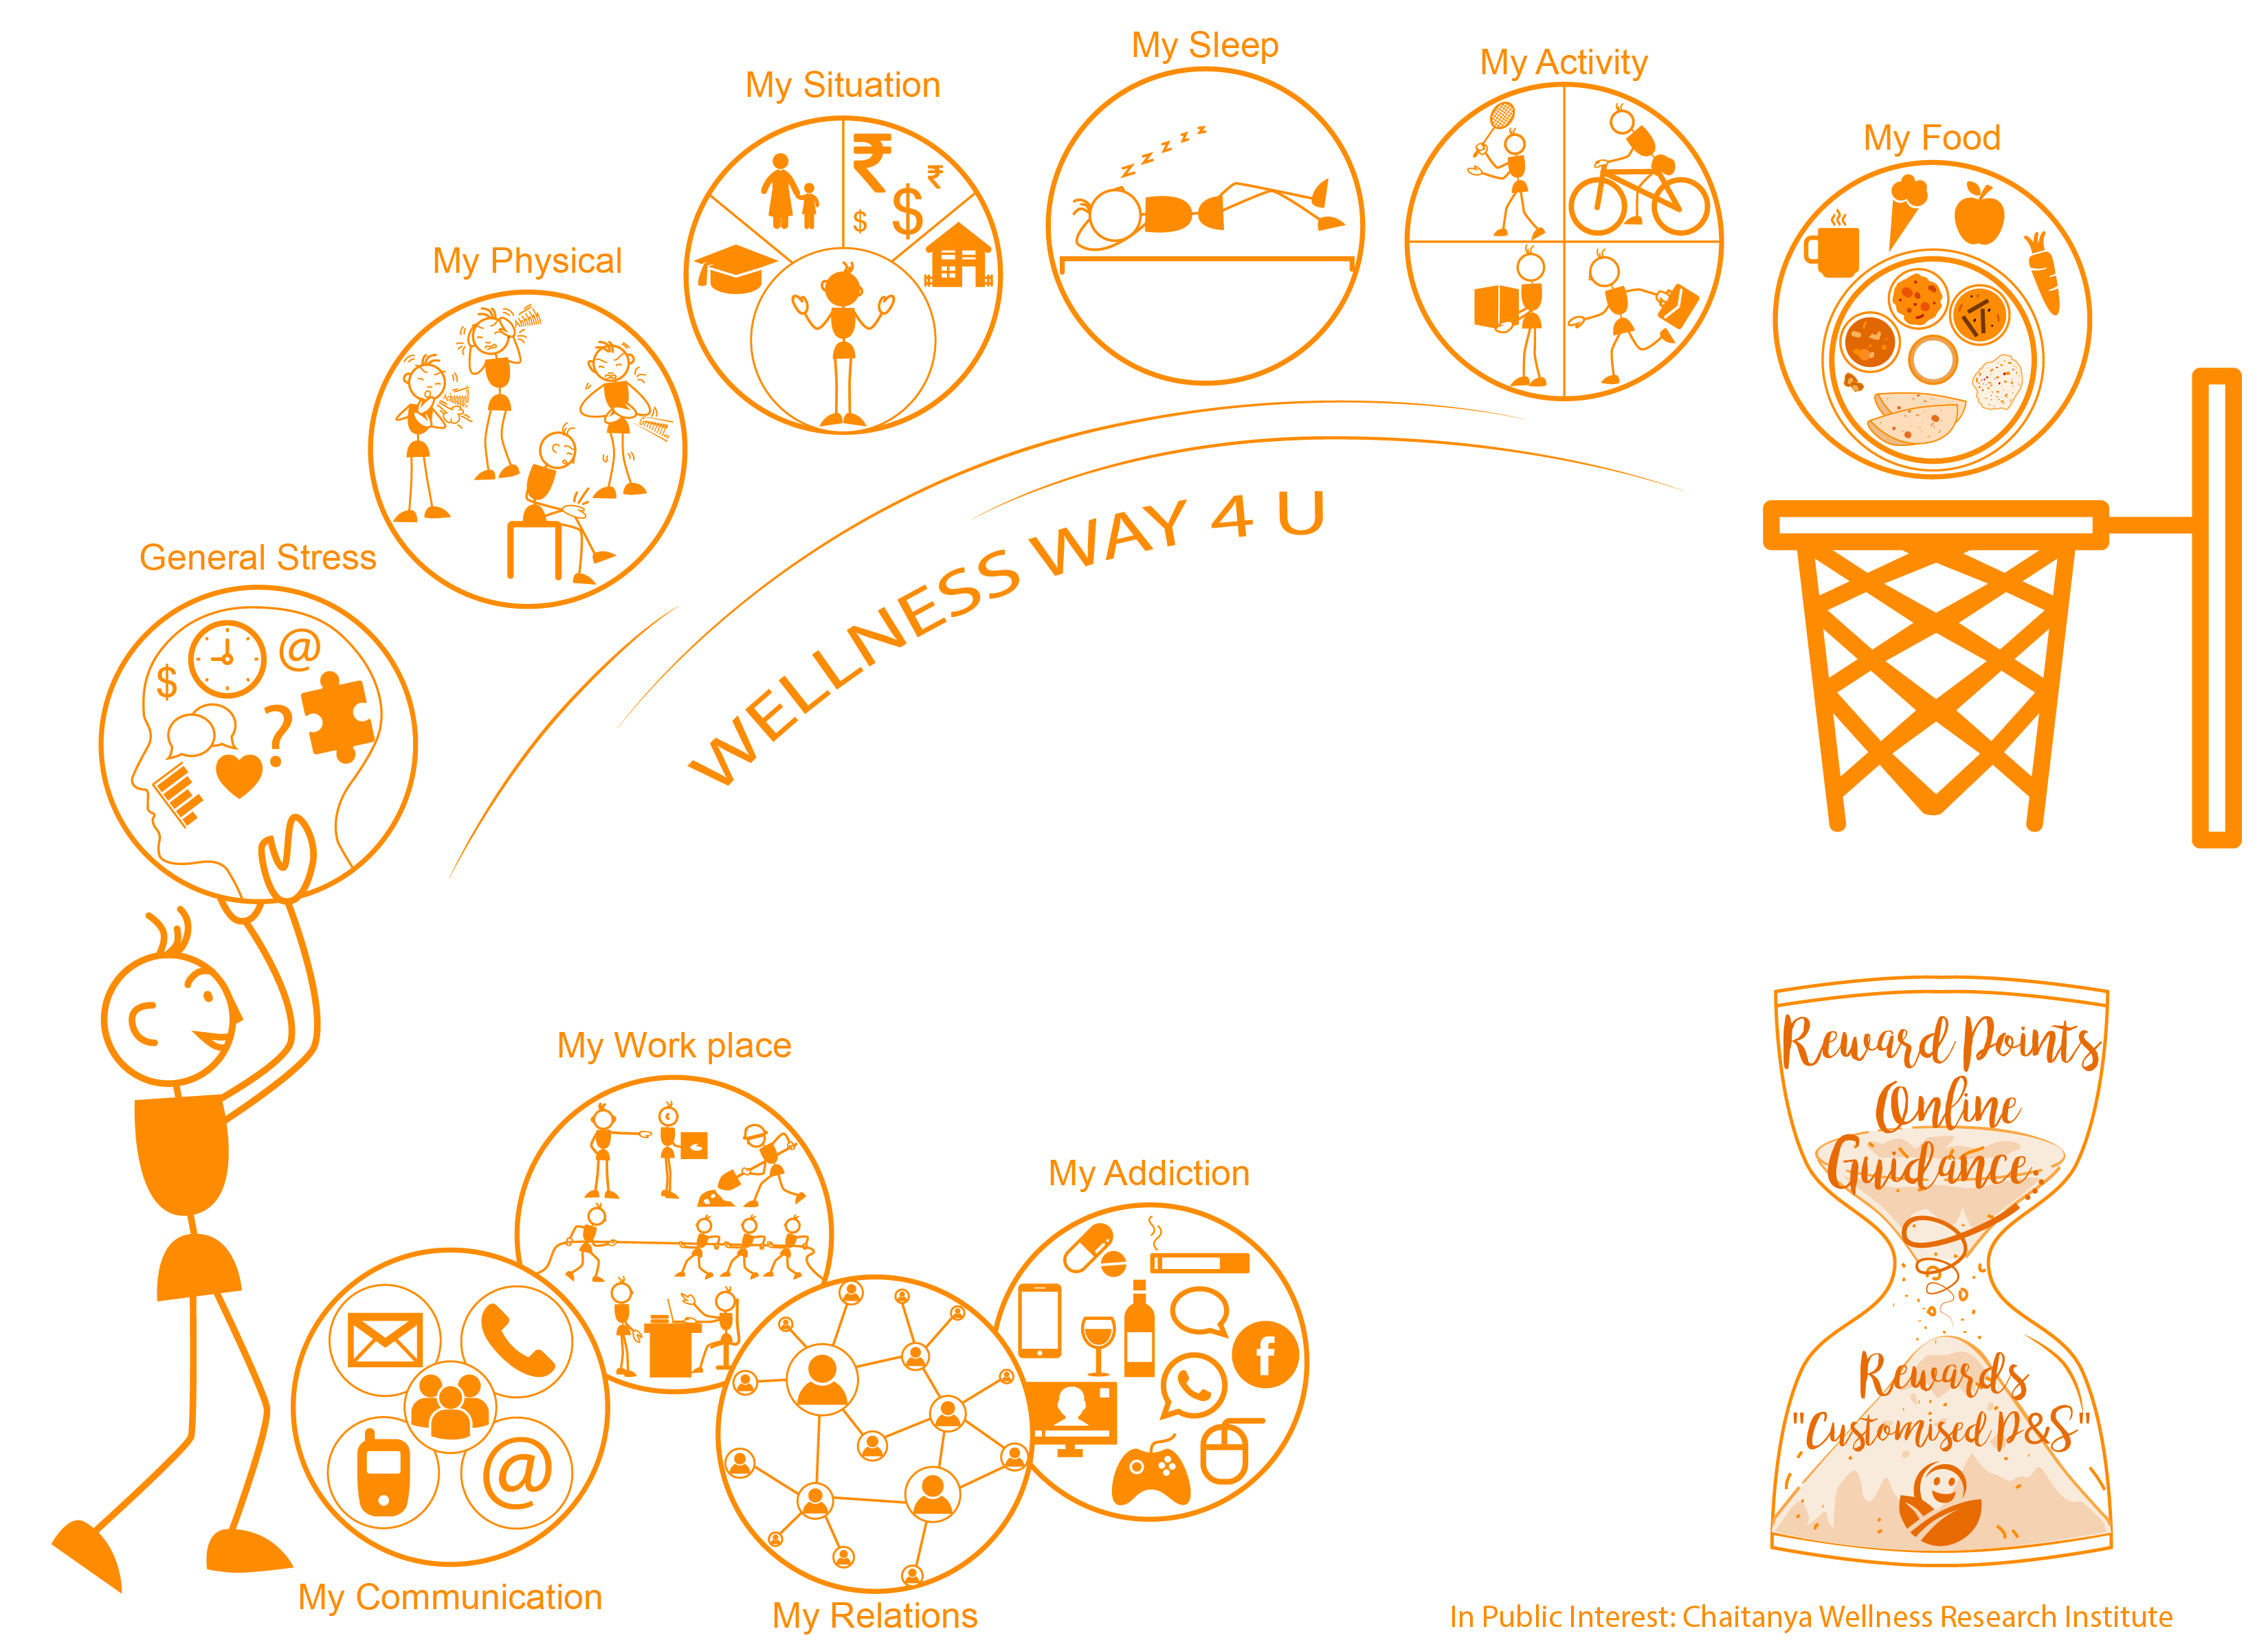 My Sleep
My Activity
My Situation
My Food
My Physical
General Stress
z z z z z
₹
₹
$
$
WELLNESS WAY 4 U
$
@
?
My Work place
My Addiction
f
@
My Communication
My Relations
Reward Points
Online
Guidance.
Rewards
"Customised P&S"
In Public Interest: Chaitanya Wellness Research Institute